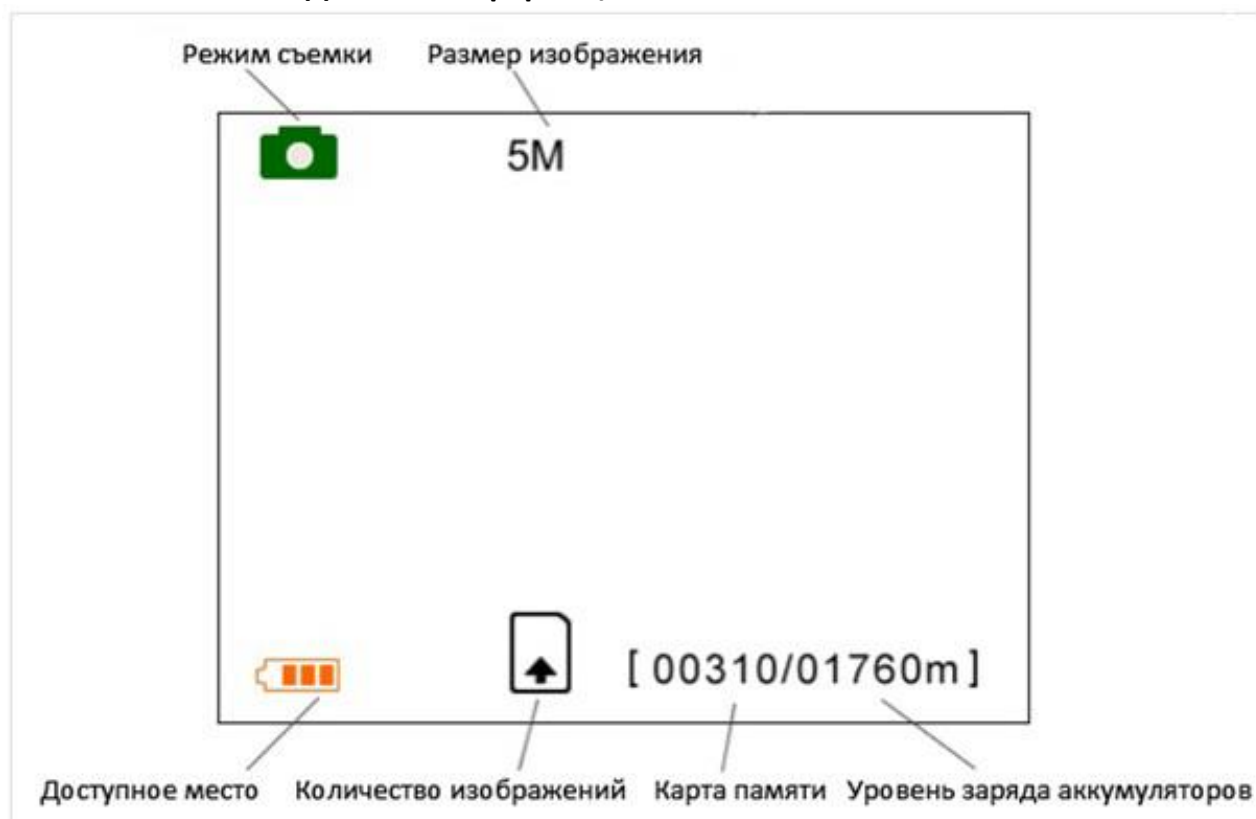 Режим съемки Размер изображения
5M
[ 00310/01760m ]
Доступное место Количество изображений Карта памяти Уровень заряда аккумуляторов